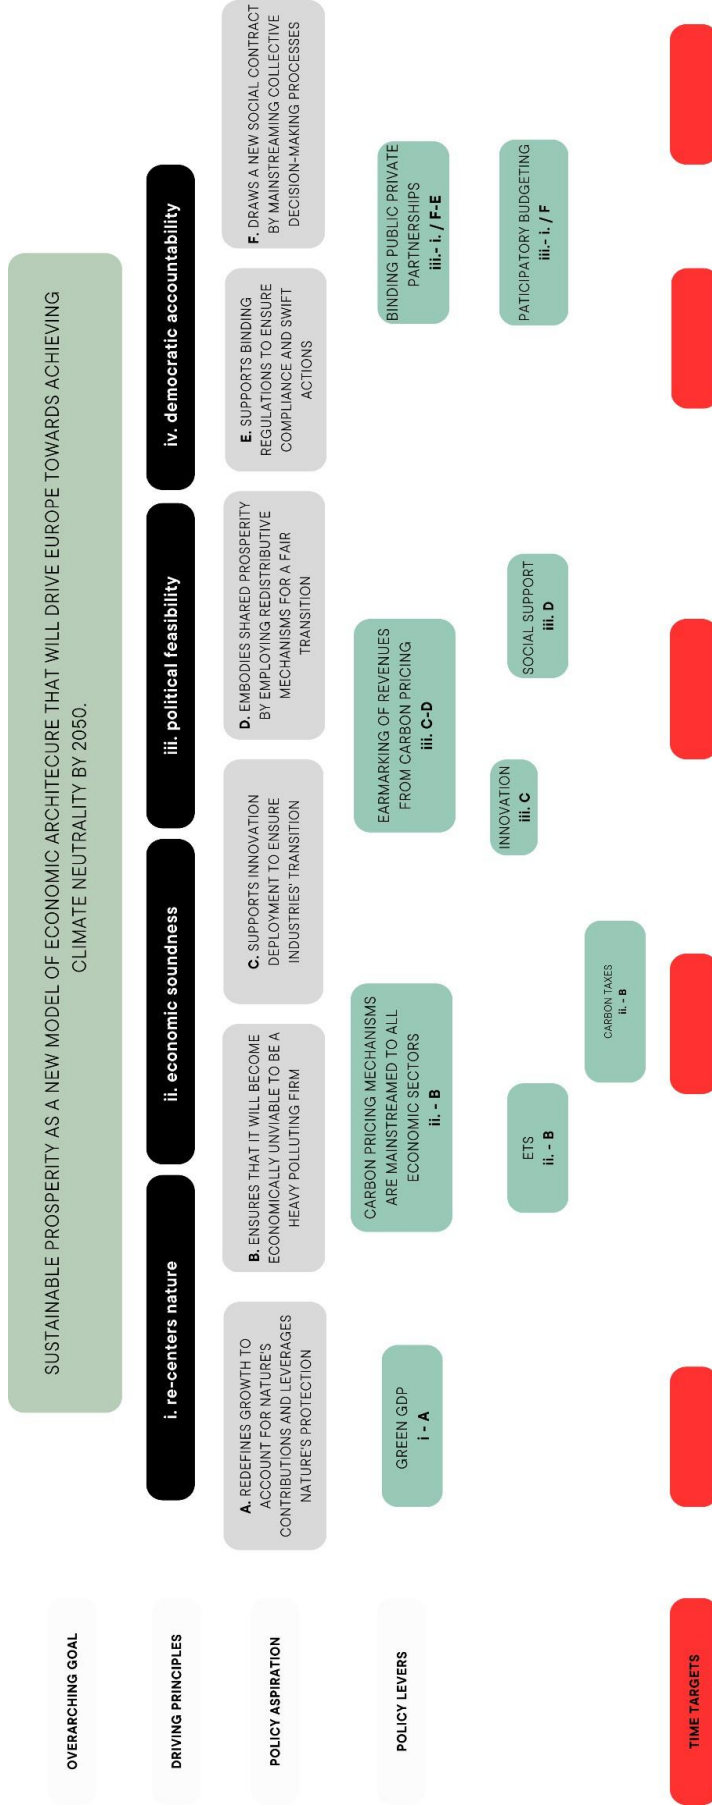 OVERARCHING GOAL
SUSTAINABLE PROSPERITY AS A NEW MODEL OF ECONOMIC ARCHITECURE THAT WILL DRIVE EUROPE TOWARDS ACHIEVING
CLIMATE NEUTRALITY BY 2050.
DRIVING PRINCIPLES
i. re-centers nature
ii. economic soundness
iii. political feasibility
iv. democratic accountability
POLICY ASPIRATION
A. REDEFINES GROWTH TO
ACCOUNT FOR NATURE'S
CONTRIBUTIONS AND LEVERAGES
NATURE'S PROTECTION
B. ENSURES THAT IT WILL BECOME
ECONOMICALLY UNVIABLE TO BE A
HEAVY POLLUTING FIRM
C. SUPPORTS INNOVATION
DEPLOYMENT TO ENSURE
INDUSTRIES' TRANSITION
D. EMBODIES SHARED PROSPERITY
BY EMPLOYING REDISTRIBUTIVE
MECHANISMS FOR A FAIR
TRANSITION
E. SUPPORTS BINDING
REGULATIONS TO ENSURE
COMPLIANCE AND SWIFT
ACTIONS
F. DRAWS A NEW SOCIAL CONTRACT
BY MAINSTREAMING COLLECTIVE
DECISION-MAKING PROCESSES
POLICY LEVERS
GREEN GDP
i - A
CARBON PRICING MECHANISMS
ARE MAINSTREAMED TO ALL
ECONOMIC SECTORS
ii. - B
EARMARKING OF REVENUES
FROM CARBON PRICING
iii. C-D
BINDING PUBLIC PRIVATE
PARTNERSHIPS
iii.- i. / F-E
ETS
ii. - B
INNOVATION
iii. C
SOCIAL SUPPORT
iii. D
PATICIPATORY BUDGETING
iii.- i. / F
CARBON TAXES
ii. - B
TIME TARGETS